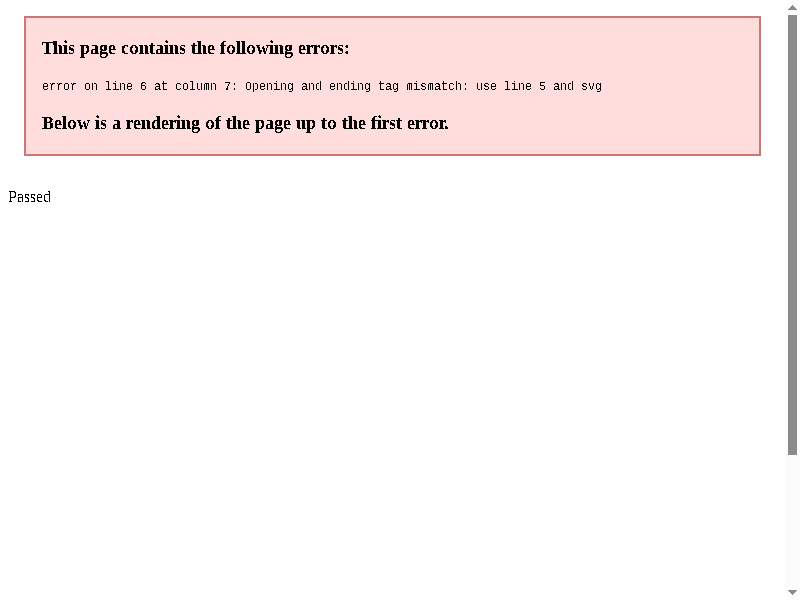 This page contains the following errors:
error on line 6 at column 7: Opening and ending tag mismatch: use line 5 and svg
Below is a rendering of the page up to the first error.
Passed